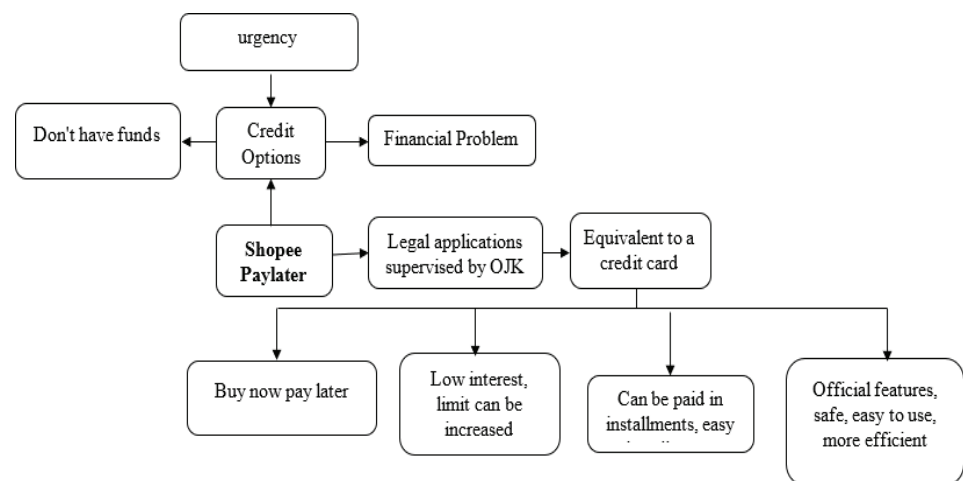 urgency
Don't have funds
Credit
Options
Financial Problem
Shopee
Paylater
Legal applications
supervised by OJK
Equivalent to a
credit card
Buy now pay later
Low interest,
limit can be
increased
Can be paid in
installments, easy
Official features,
safe, easy to use,
more efficient